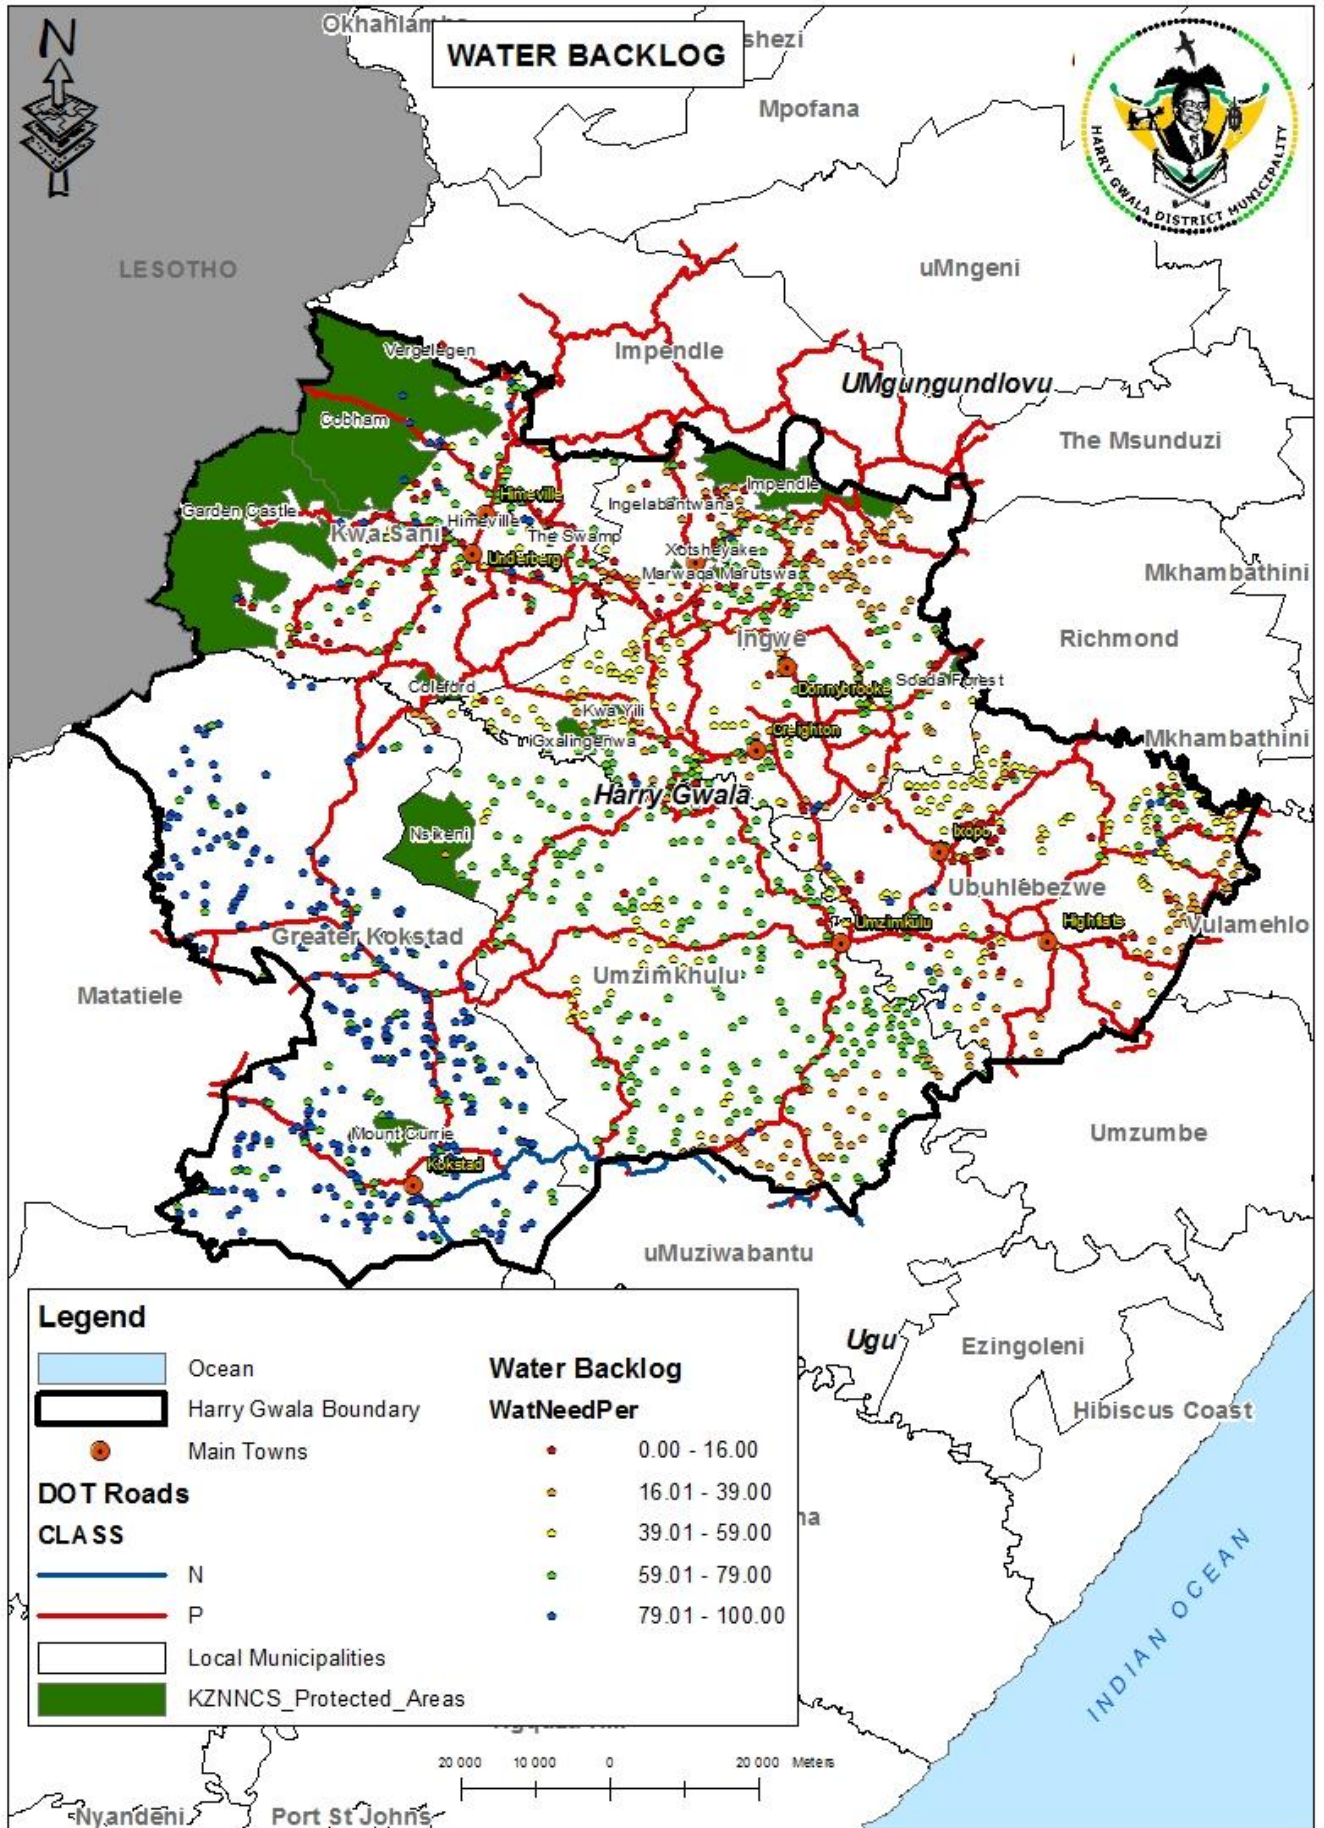 N
Okhahlamba
WATER BACKLOG
shezi
Mpofana
HARRY GWALA DISTRICT MUNICIPALITY
LESOTHO
uMngeni
Vergelegen
Impendle
UMgungundlovu
Cobham
The Msunduzi
Impendle
Himeville
Ingelabantwana
Garden Castle
Himeville
Kwa Sani
The Swamp
Xotsheyake
Underberg
Marwaqa Marutswa
Mkhambathini
Ingwe
Richmond
Coleford
Donnybrooke
Soada Forest
Kwa Yili
Creighton
iGxalingenwa
Mkhambathini
Harry Gwala
Nsikeni
Ixopo
Ubuhlebezwe
Umzimkulu
Highflats
Vulamehlo
Greater Kokstad
Umzimkhulu
Matatiele
Mount Currie
Umzumbe
Kokstad
uMuziwabantu
Legend
Ocean
Harry Gwala Boundary
Main Towns
DOT Roads
CLASS
N
P
Local Municipalities
KZNNCS_Protected_Areas
Water Backlog
WatNeedPer
0.00 - 16.00
16.01 - 39.00
39.01 - 59.00
59.01 - 79.00
79.01 - 100.00
Ugu
Ezingoleni
Hibiscus Coast
na
INDIAN OCEAN
20 000 10 000 0 20 000 Meters
Nyandeni
Port St Johns